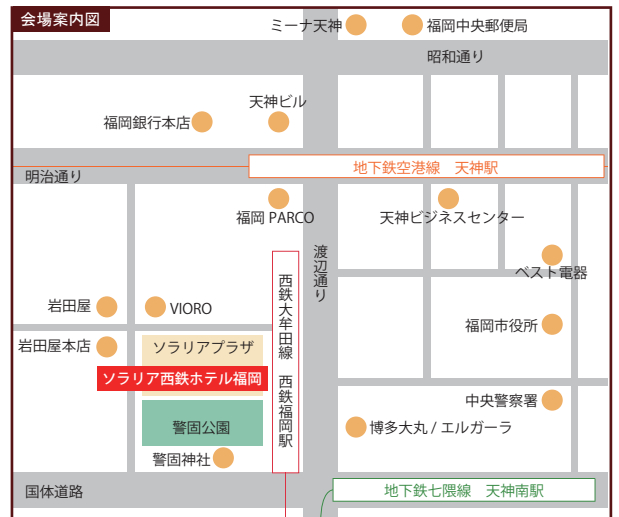 会場案内図
ミーナ天神
福岡中央郵便局
昭和通り
天神ビル
福岡銀行本店
地下鉄空港線 天神駅
明治通り
福岡 PARCO
天神ビジネスセンター
渡辺通り
ベスト電器
西鉄大牟田線 西鉄福岡駅
岩田屋
VIORO
福岡市役所
岩田屋本店
ソラリアプラザ
ソラリア西鉄ホテル福岡
中央警察署
警固公園
博多大丸 / エルガーラ
警固神社
国体道路
地下鉄七隈線 天神南駅